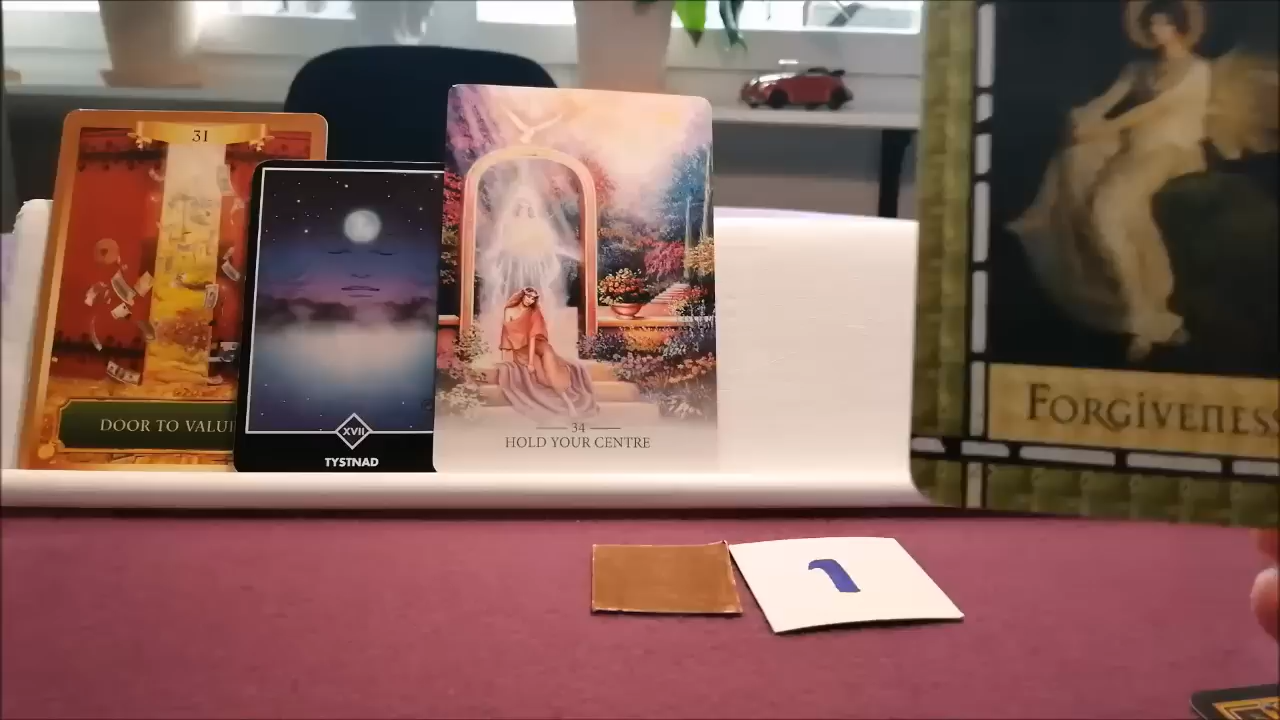 31
DOOR TO VALU
XVII
TYSTNAD
34
HOLD YOUR CENTRE
FORGIVENESS
1